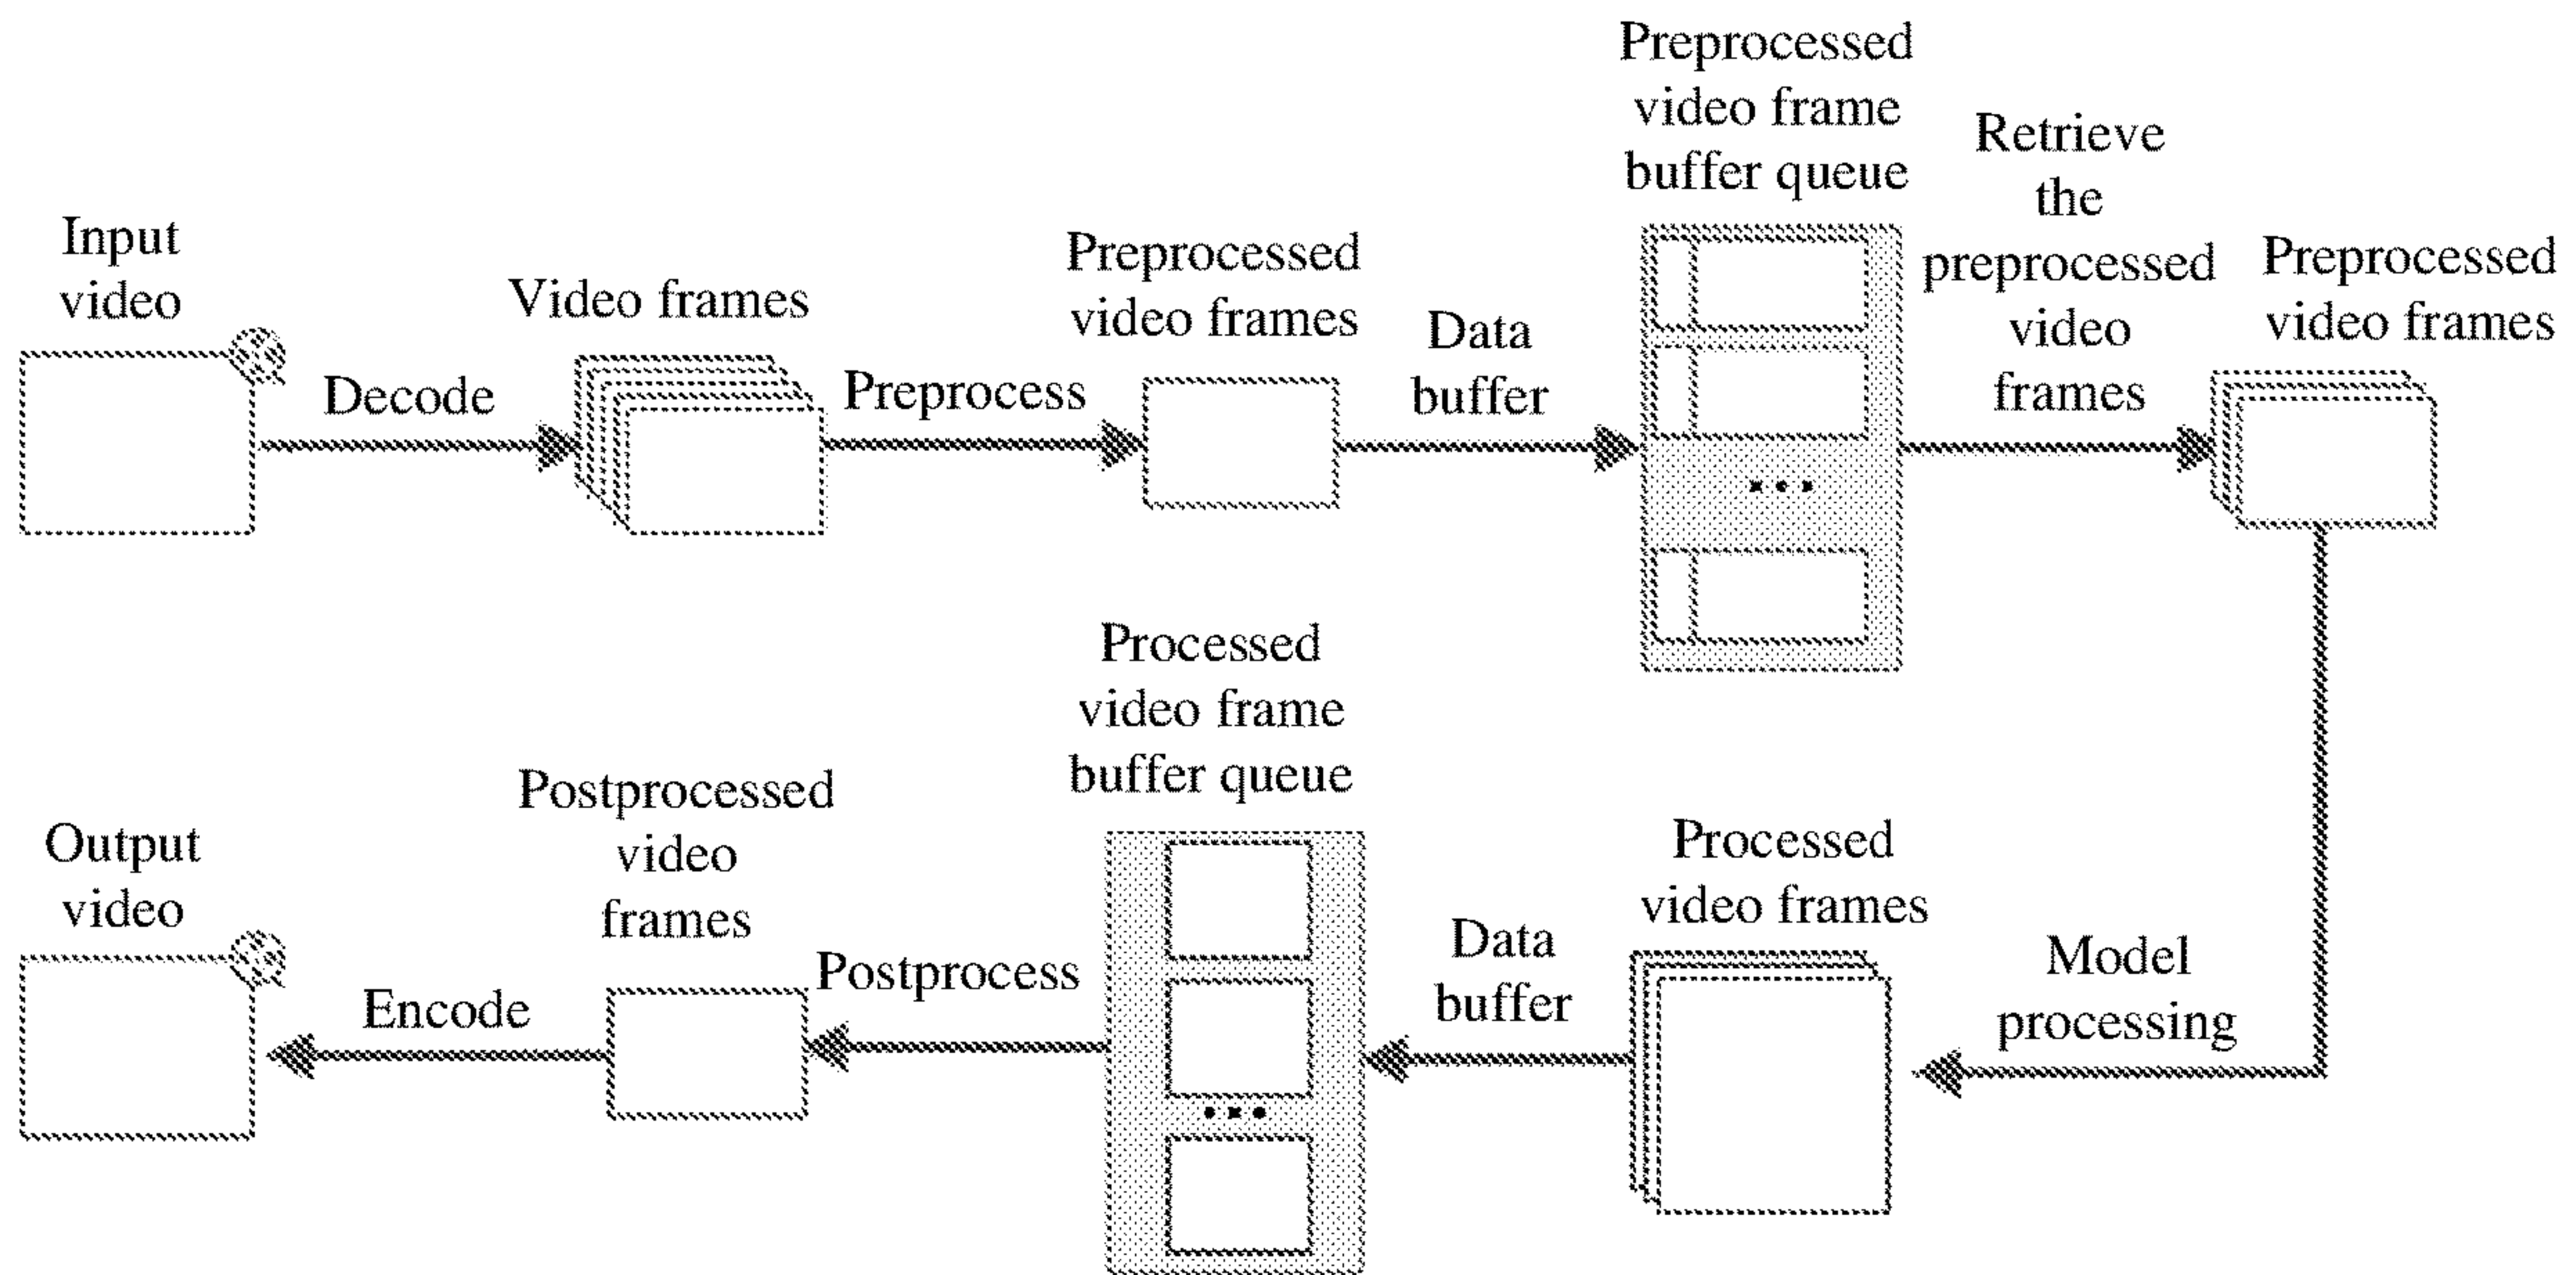 Input
video
Decode
Video frames
Preprocess
Preprocessed
video frames
Data
buffer
Preprocessed
video frame
buffer queue
Retrieve
the
preprocessed
video
frames
Preprocessed
video frames
Model
processing
Processed
video frames
Data
buffer
Processed
video frame
buffer queue
Postprocess
Postprocessed
video
frames
Encode
Output
video